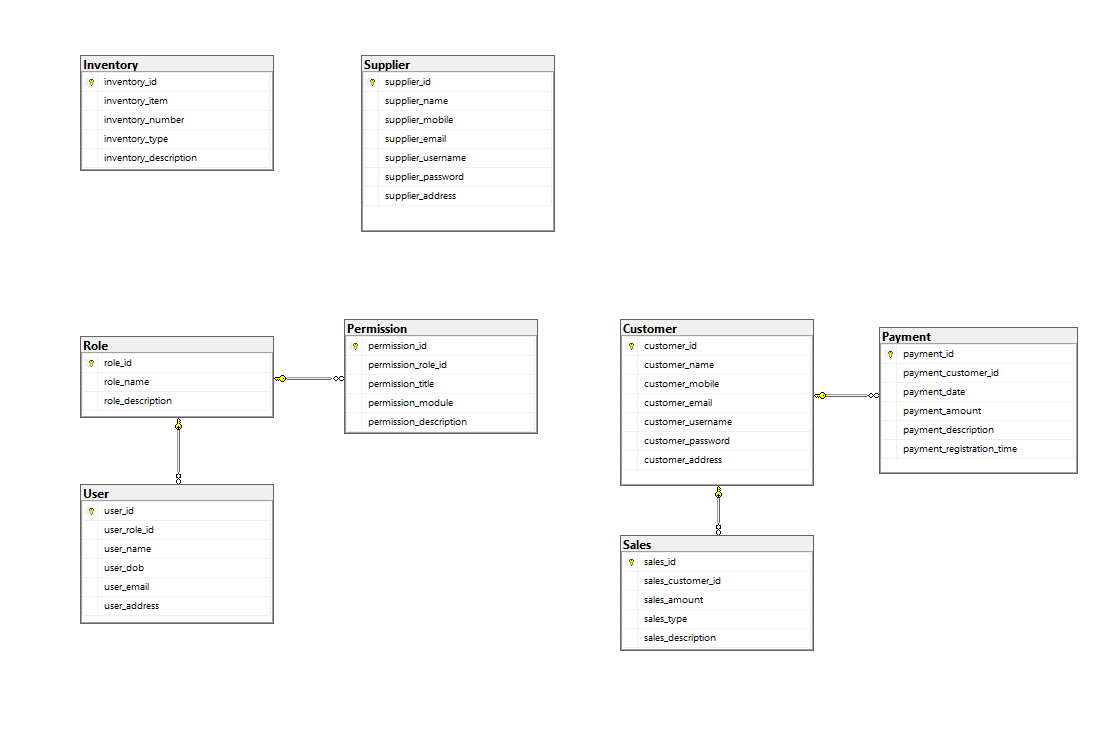 Inventory
inventory_id
inventory_item
inventory_number
inventory_type
inventory_description
Supplier
supplier_id
supplier_name
supplier_mobile
supplier_email
supplier_username
supplier_password
supplier_address
Role
role_id
role_name
role_description
Permission
permission_id
permission_role_id
permission_title
permission_module
permission_description
Customer
customer_id
customer_name
customer_mobile
customer_email
customer_username
customer_password
customer_address
Payment
payment_id
payment_customer_id
payment_date
payment_amount
payment_description
payment_registration_time
User
user_id
user_role_id
user_name
user_dob
user_email
user_address
Sales
sales_id
sales_customer_id
sales_amount
sales_type
sales_description